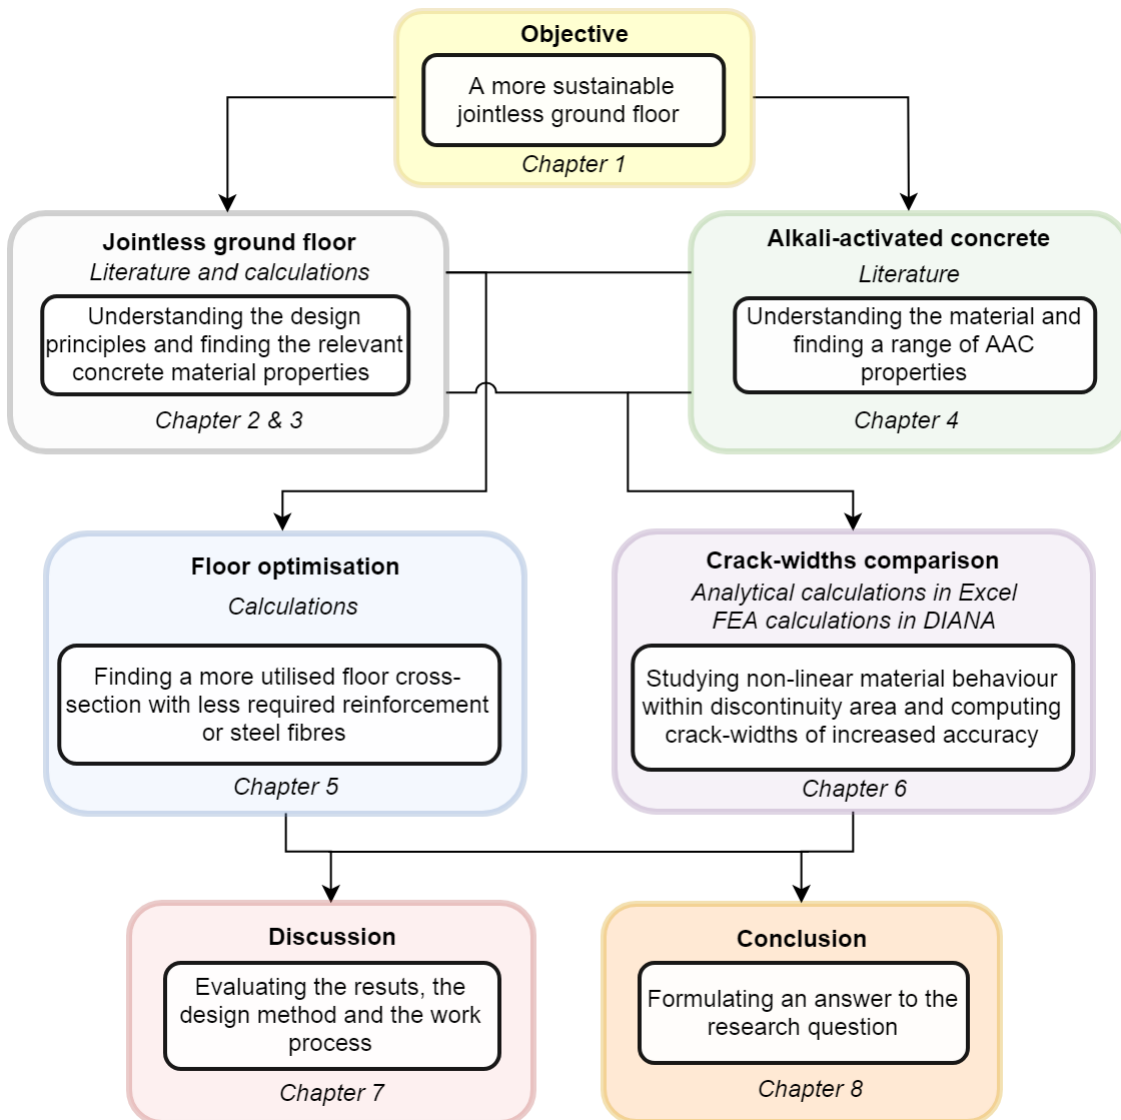 Objective
A more sustainable
jointless ground floor
Chapter 1
Jointless ground floor
Literature and calculations
Understanding the design
principles and finding the relevant
concrete material properties
Chapter 2 & 3
Alkali-activated concrete
Literature
Understanding the material and
finding a range of AAC
properties
Chapter 4
Floor optimisation
Calculations
Finding a more utilised floor cross-
section with less required reinforcement
or steel fibres
Chapter 5
Crack-widths comparison
Analytical calculations in Excel
FEA calculations in DIANA
Studying non-linear material behaviour
within discontinuity area and computing
crack-widths of increased accuracy
Chapter 6
Discussion
Evaluating the resuts, the
design method and the work
process
Chapter 7
Conclusion
Formulating an answer to the
research question
Chapter 8